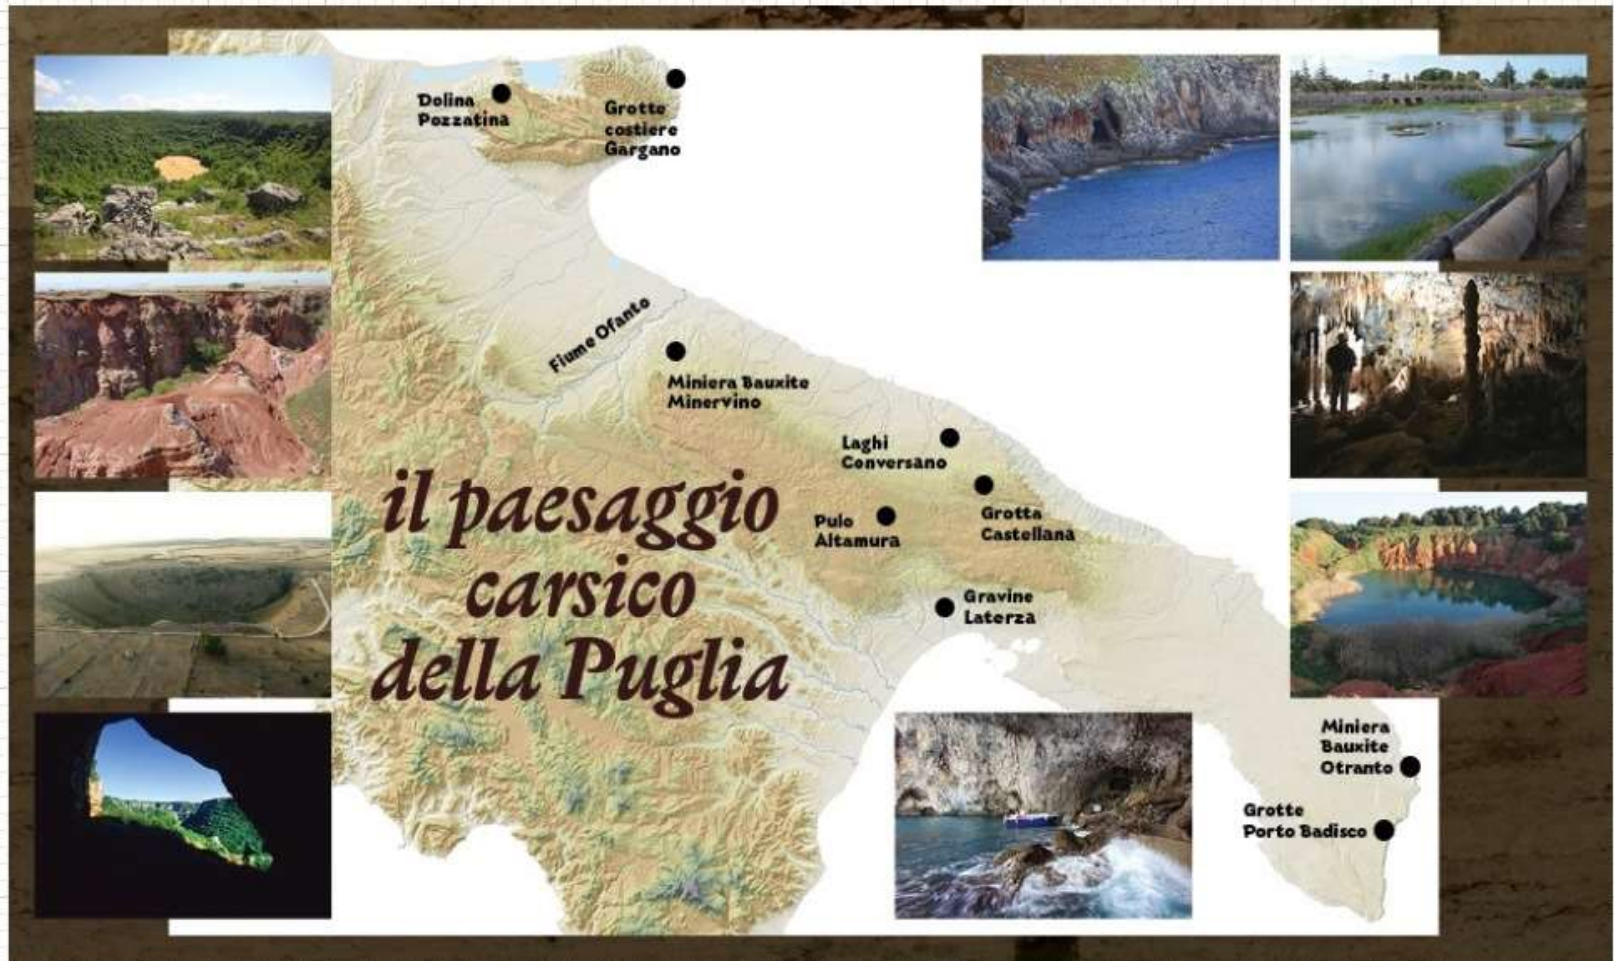 Dolina
Pozzatina
Grotte
costiere
Gargano
Fiume Ofanto
Miniera Bauxite
Minervino
Laghi
Conversano
Grotta
Castellana
Pulo
Altamura
Gravine
Laterza
il paesaggio
carsico
della Puglia
Miniera
Bauxite
Otranto
Grotte
Porto Badisco